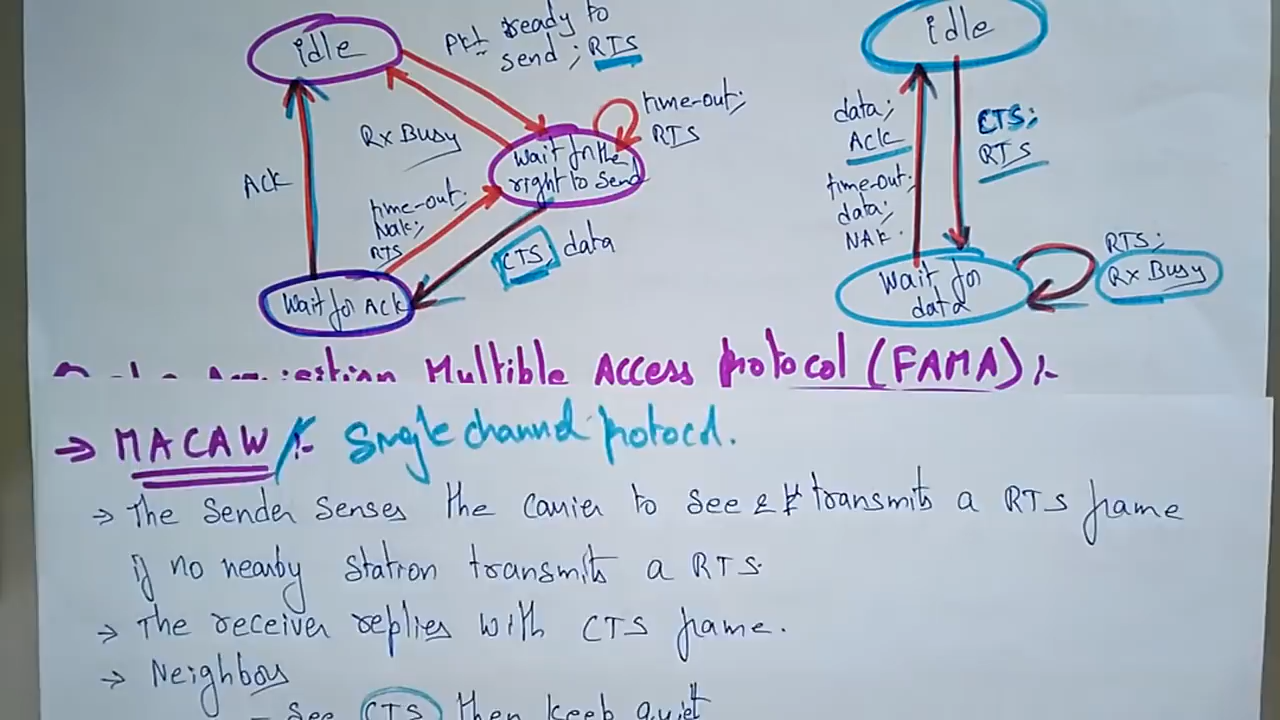 idle
Pkt ready to
send ; RTS
time-out;
RTS
Rx Busy
wait for the
right to send
Ack
time-out;
Nak;
RTS
CTS; data
Wait for Ack
idle
data;
Ack
time-out;
data;
NAK.
CTS;
RTS
RTS;
Rx Busy
Wait for
data
Acquisition Multible Access protocol (FAMA) :-
→ MACAW :- Single channel protocol.
→ The Sender senses the carrier to see & transmits a RTS frame
if no nearby station transmits a RTS.
→ The receiver replies with CTS frame.
→ Neighbors
- See CTS then keep quiet